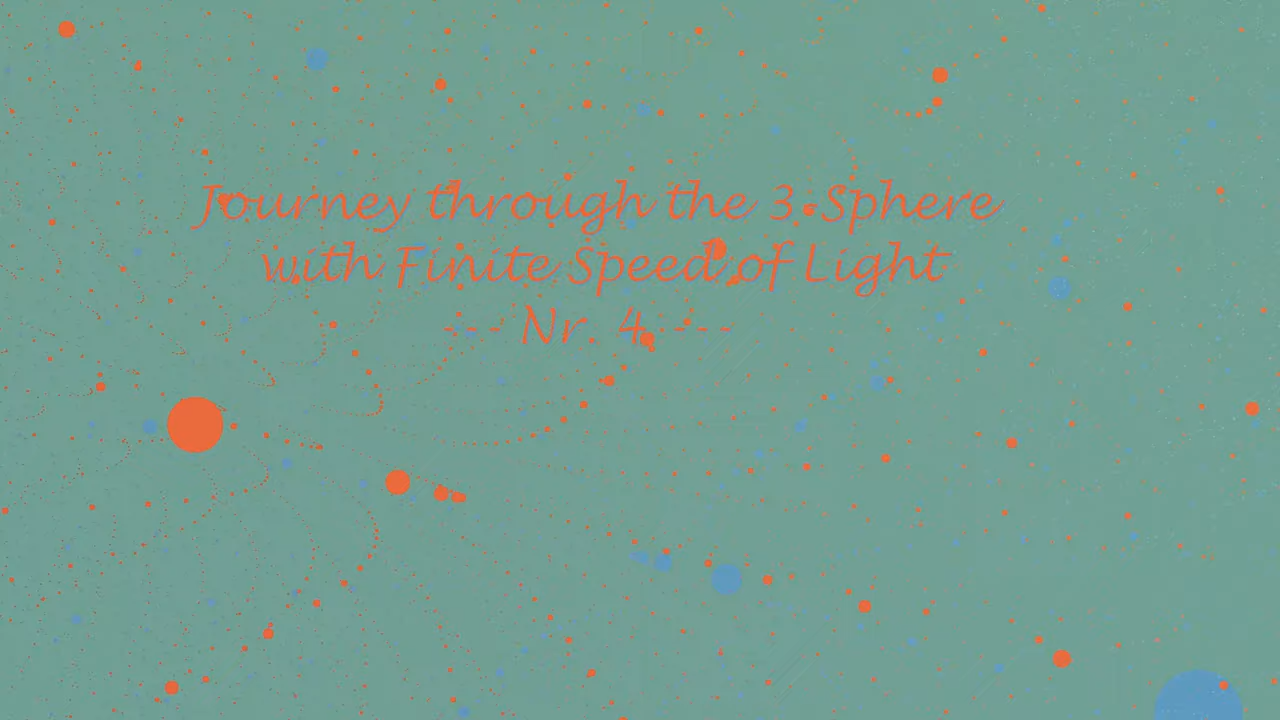 Journey through the 3-Sphere
with Finite Speed of Light
--- Nr. 4 ---